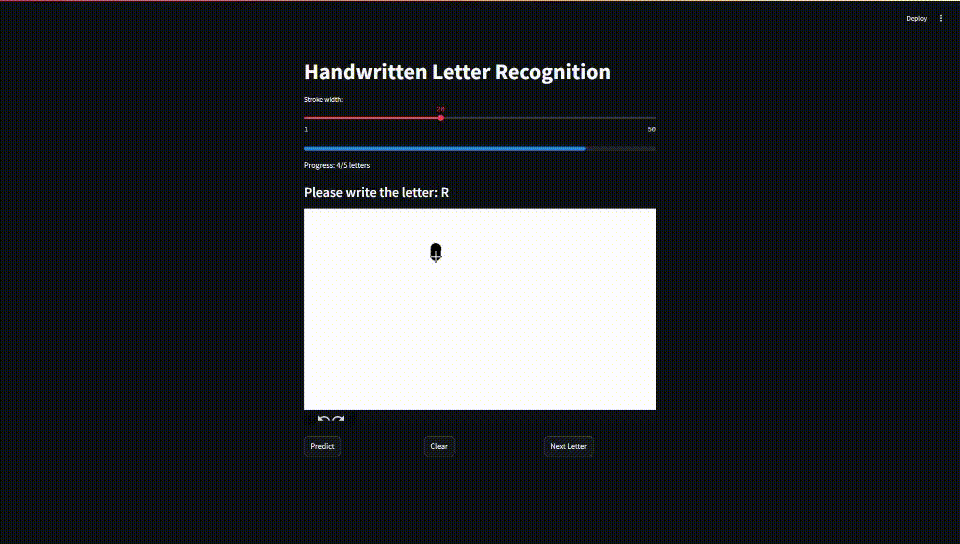 Deploy
Handwritten Letter Recognition
Stroke width:
20
1 50
Progress: 4/5 letters
Please write the letter: R
Predict Clear Next Letter